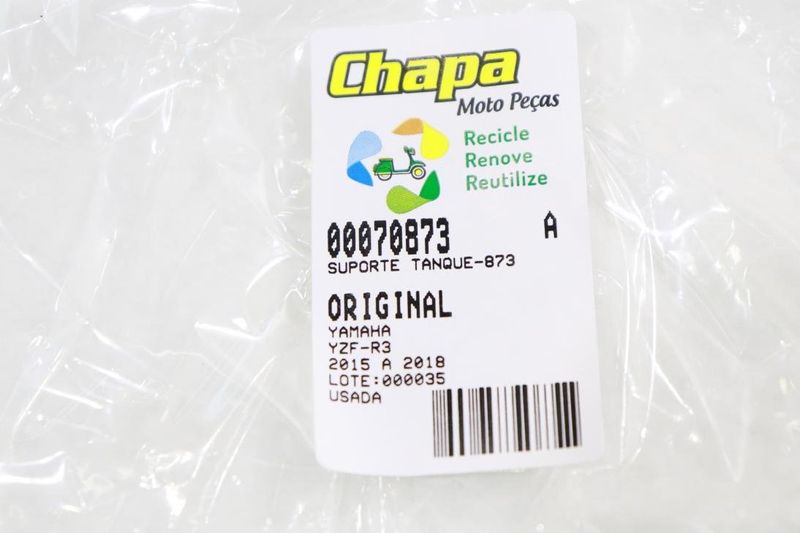 Chapa
Moto Peças
Recicle
Renove
Reutilize
00070873 A
SUPORTE TANQUE-873
ORIGINAL
YAMAHA
YZF-R3
2015 A 2018
LOTE:000035
USADA